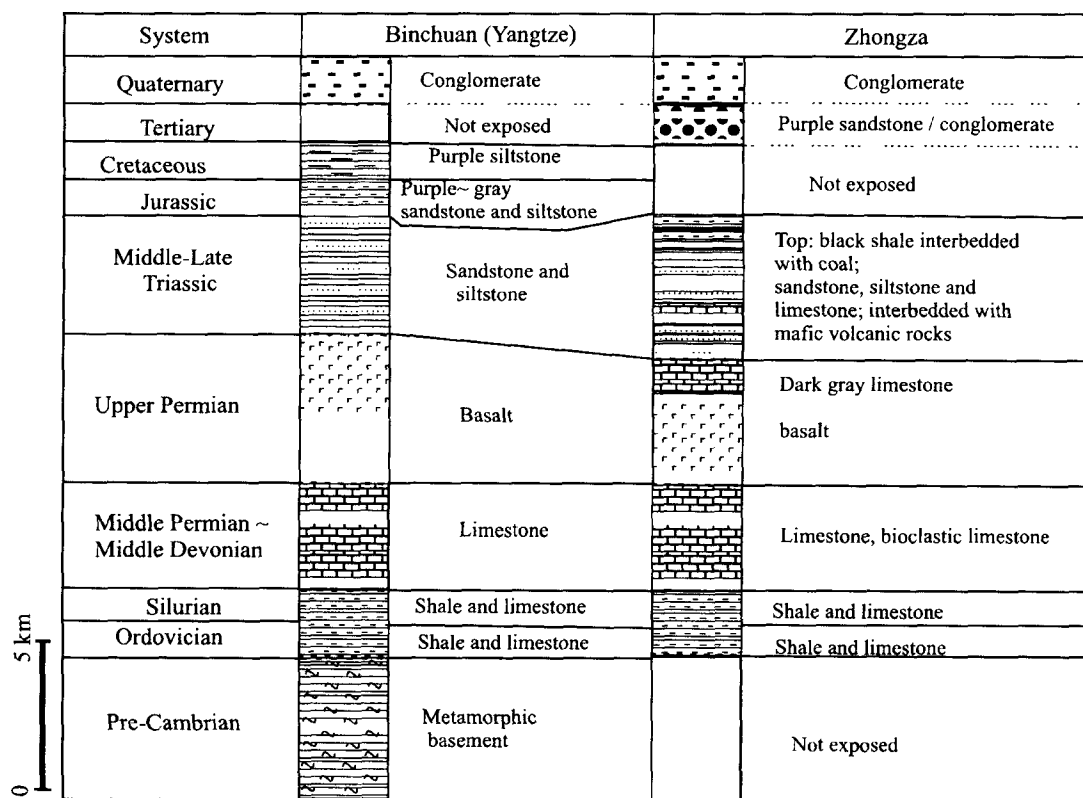 System Binchuan (Yangtze) Zhongza
Quaternary Conglomerate Conglomerate
Tertiary Not exposed Purple sandstone / conglomerate
Cretaceous Purple siltstone
Not exposed
Jurassic
Purple~ gray
sandstone and siltstone
Middle-Late
Triassic
Sandstone and
siltstone
Top: black shale interbedded
with coal;
sandstone, siltstone and
limestone; interbedded with
mafic volcanic rocks
Upper Permian
Basalt
Dark gray limestone
basalt
Middle Permian ~
Middle Devonian
Limestone
Limestone, bioclastic limestone
Silurian Shale and limestone Shale and limestone
Ordovician Shale and limestone Shale and limestone
Pre-Cambrian
Metamorphic
basement
Not exposed
5 km
0